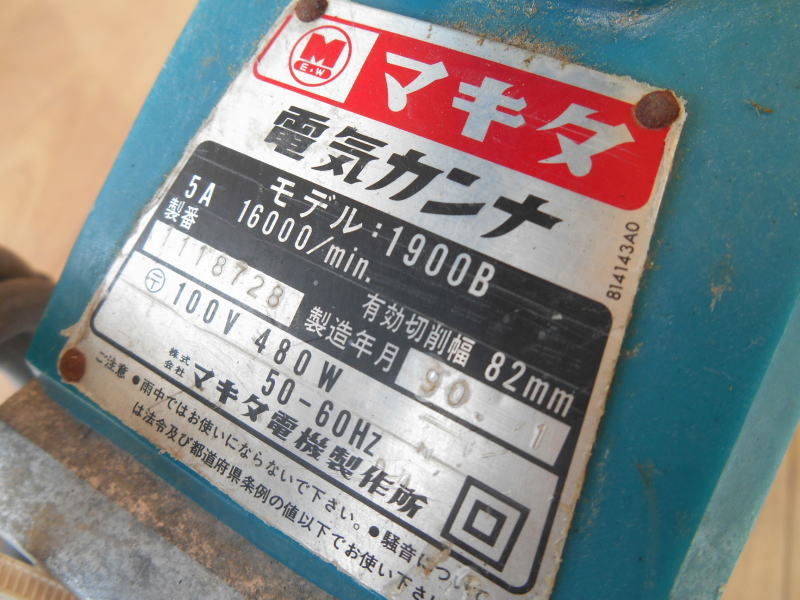 M
E.W
マキダ
電気カンナ
モデル:1900B
5A 16000/min. 有効切削幅 82mm
製番 1118728 製造年月 90. 1
〶 100V 480W 50-60Hz
株式会社 マキダ電機製作所
ご注意 ●雨中ではお使いにならないで下さい。●騒音について
は法令及び都道府県条例の値以下でお使い下さい
814143A0